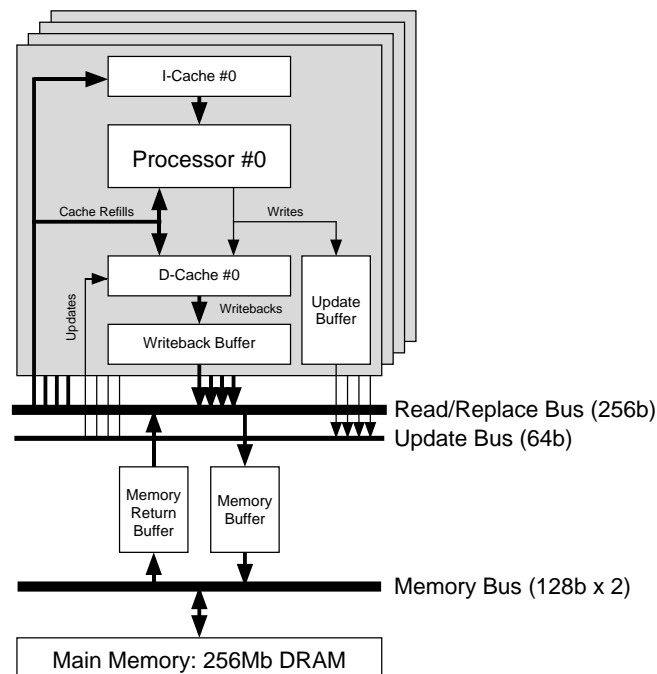 I-Cache #0
Processor #0
Cache Refills
Writes
D-Cache #0
Updates
Writebacks
Update
Buffer
Writeback Buffer
Read/Replace Bus (256b)
Update Bus (64b)
Memory
Return
Buffer
Memory
Buffer
Memory Bus (128b x 2)
Main Memory: 256Mb DRAM